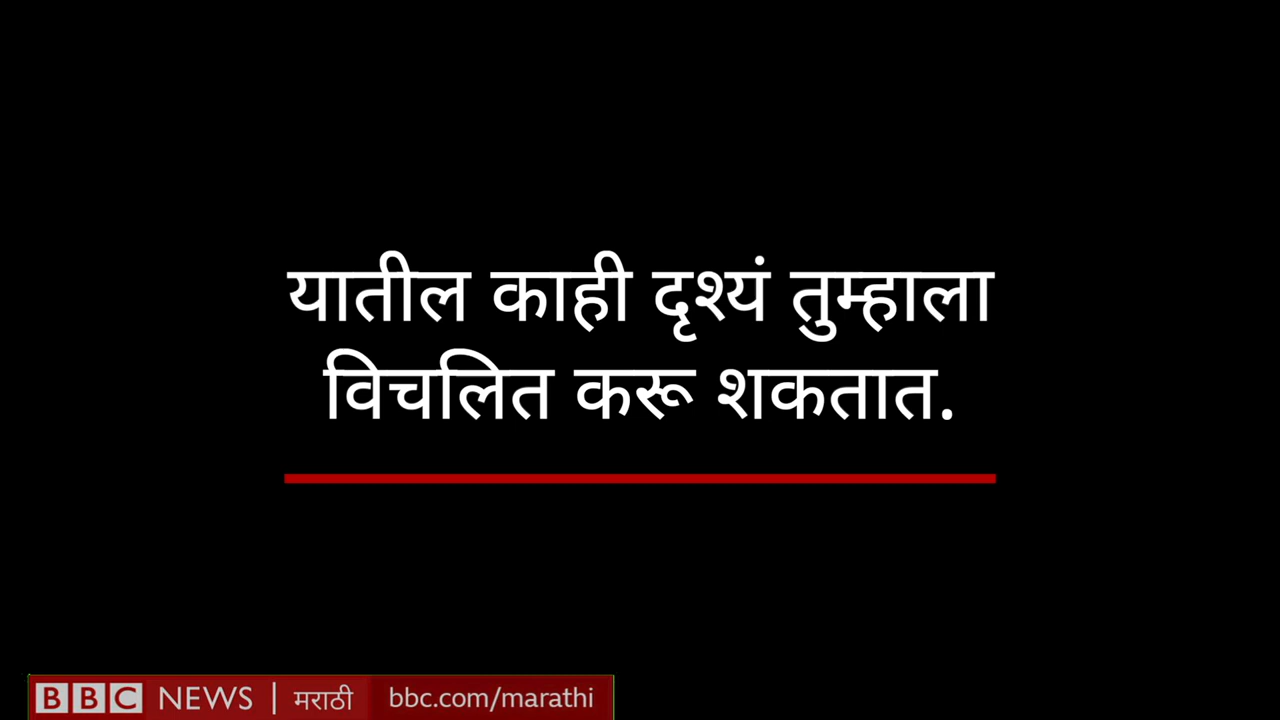 यातील काही दृश्यं तुम्हाला
विचलित करू शकतात.
BBC NEWS | मराठी bbc.com/marathi